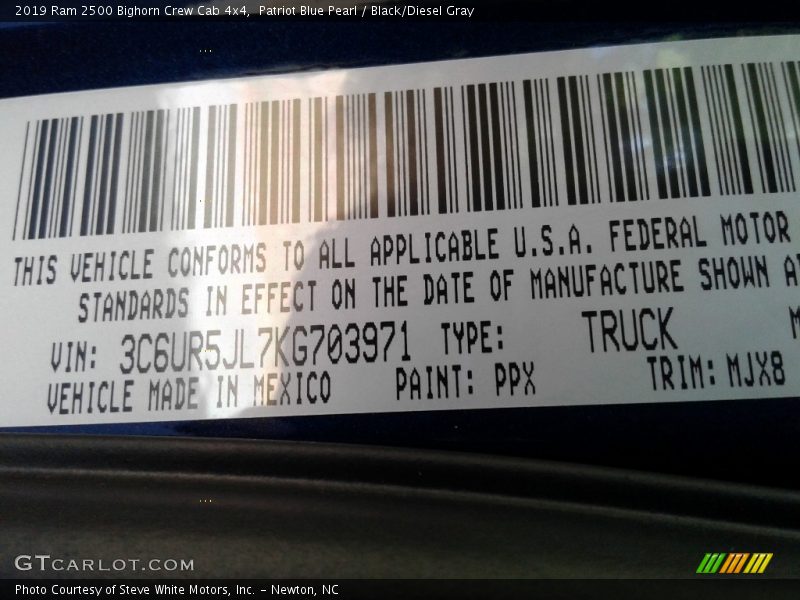 2019 Ram 2500 Bighorn Crew Cab 4x4, Patriot Blue Pearl / Black/Diesel Gray
THIS VEHICLE CONFORMS TO ALL APPLICABLE U.S.A. FEDERAL MOTOR
STANDARDS IN EFFECT ON THE DATE OF MANUFACTURE SHOWN
VIN: 3C6UR5JL7KG703971 TYPE: TRUCK
VEHICLE MADE IN MEXICO PAINT: PPX TRIM: MJX8
GTCARLOT.COM
Photo Courtesy of Steve White Motors, Inc. – Newton, NC